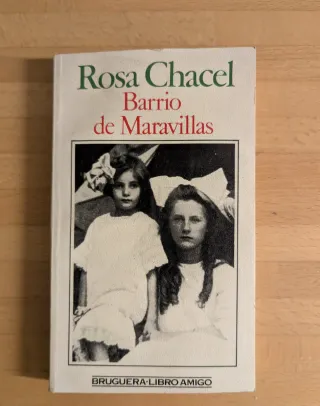 Rosa Chacel
Barrio
de Maravillas
BRUGUERA-LIBRO AMIGO